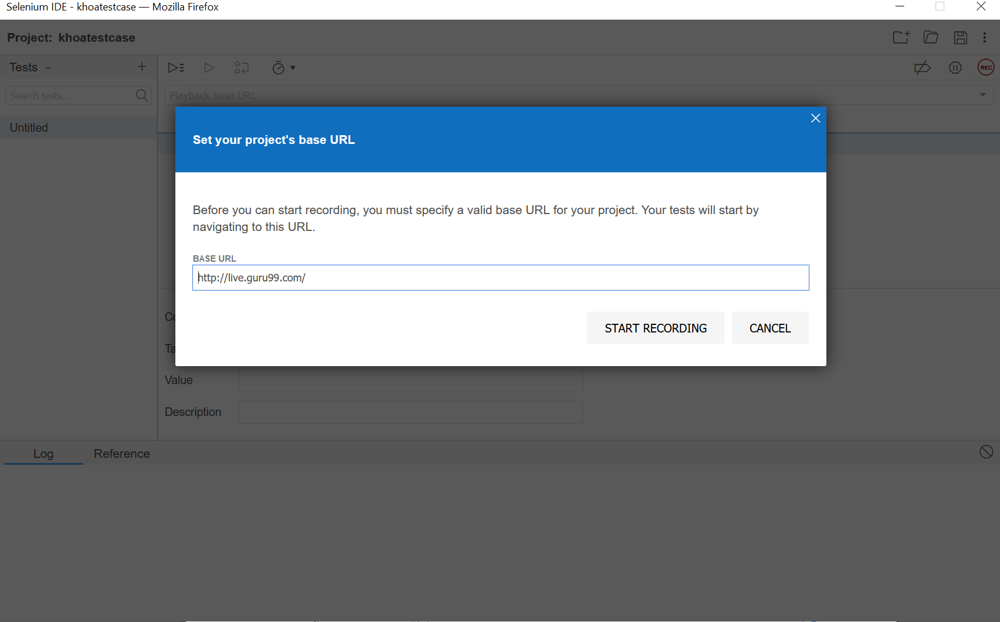 Selenium IDE - khoatestcase — Mozilla Firefox
Project: khoatestcase
Tests
REC
Search tests...
Playback base URL
Untitled
Set your project's base URL
Before you can start recording, you must specify a valid base URL for your project. Your tests will start by
navigating to this URL.
BASE URL
http://live.guru99.com/
START RECORDING
CANCEL
Value
Description
Log
Reference